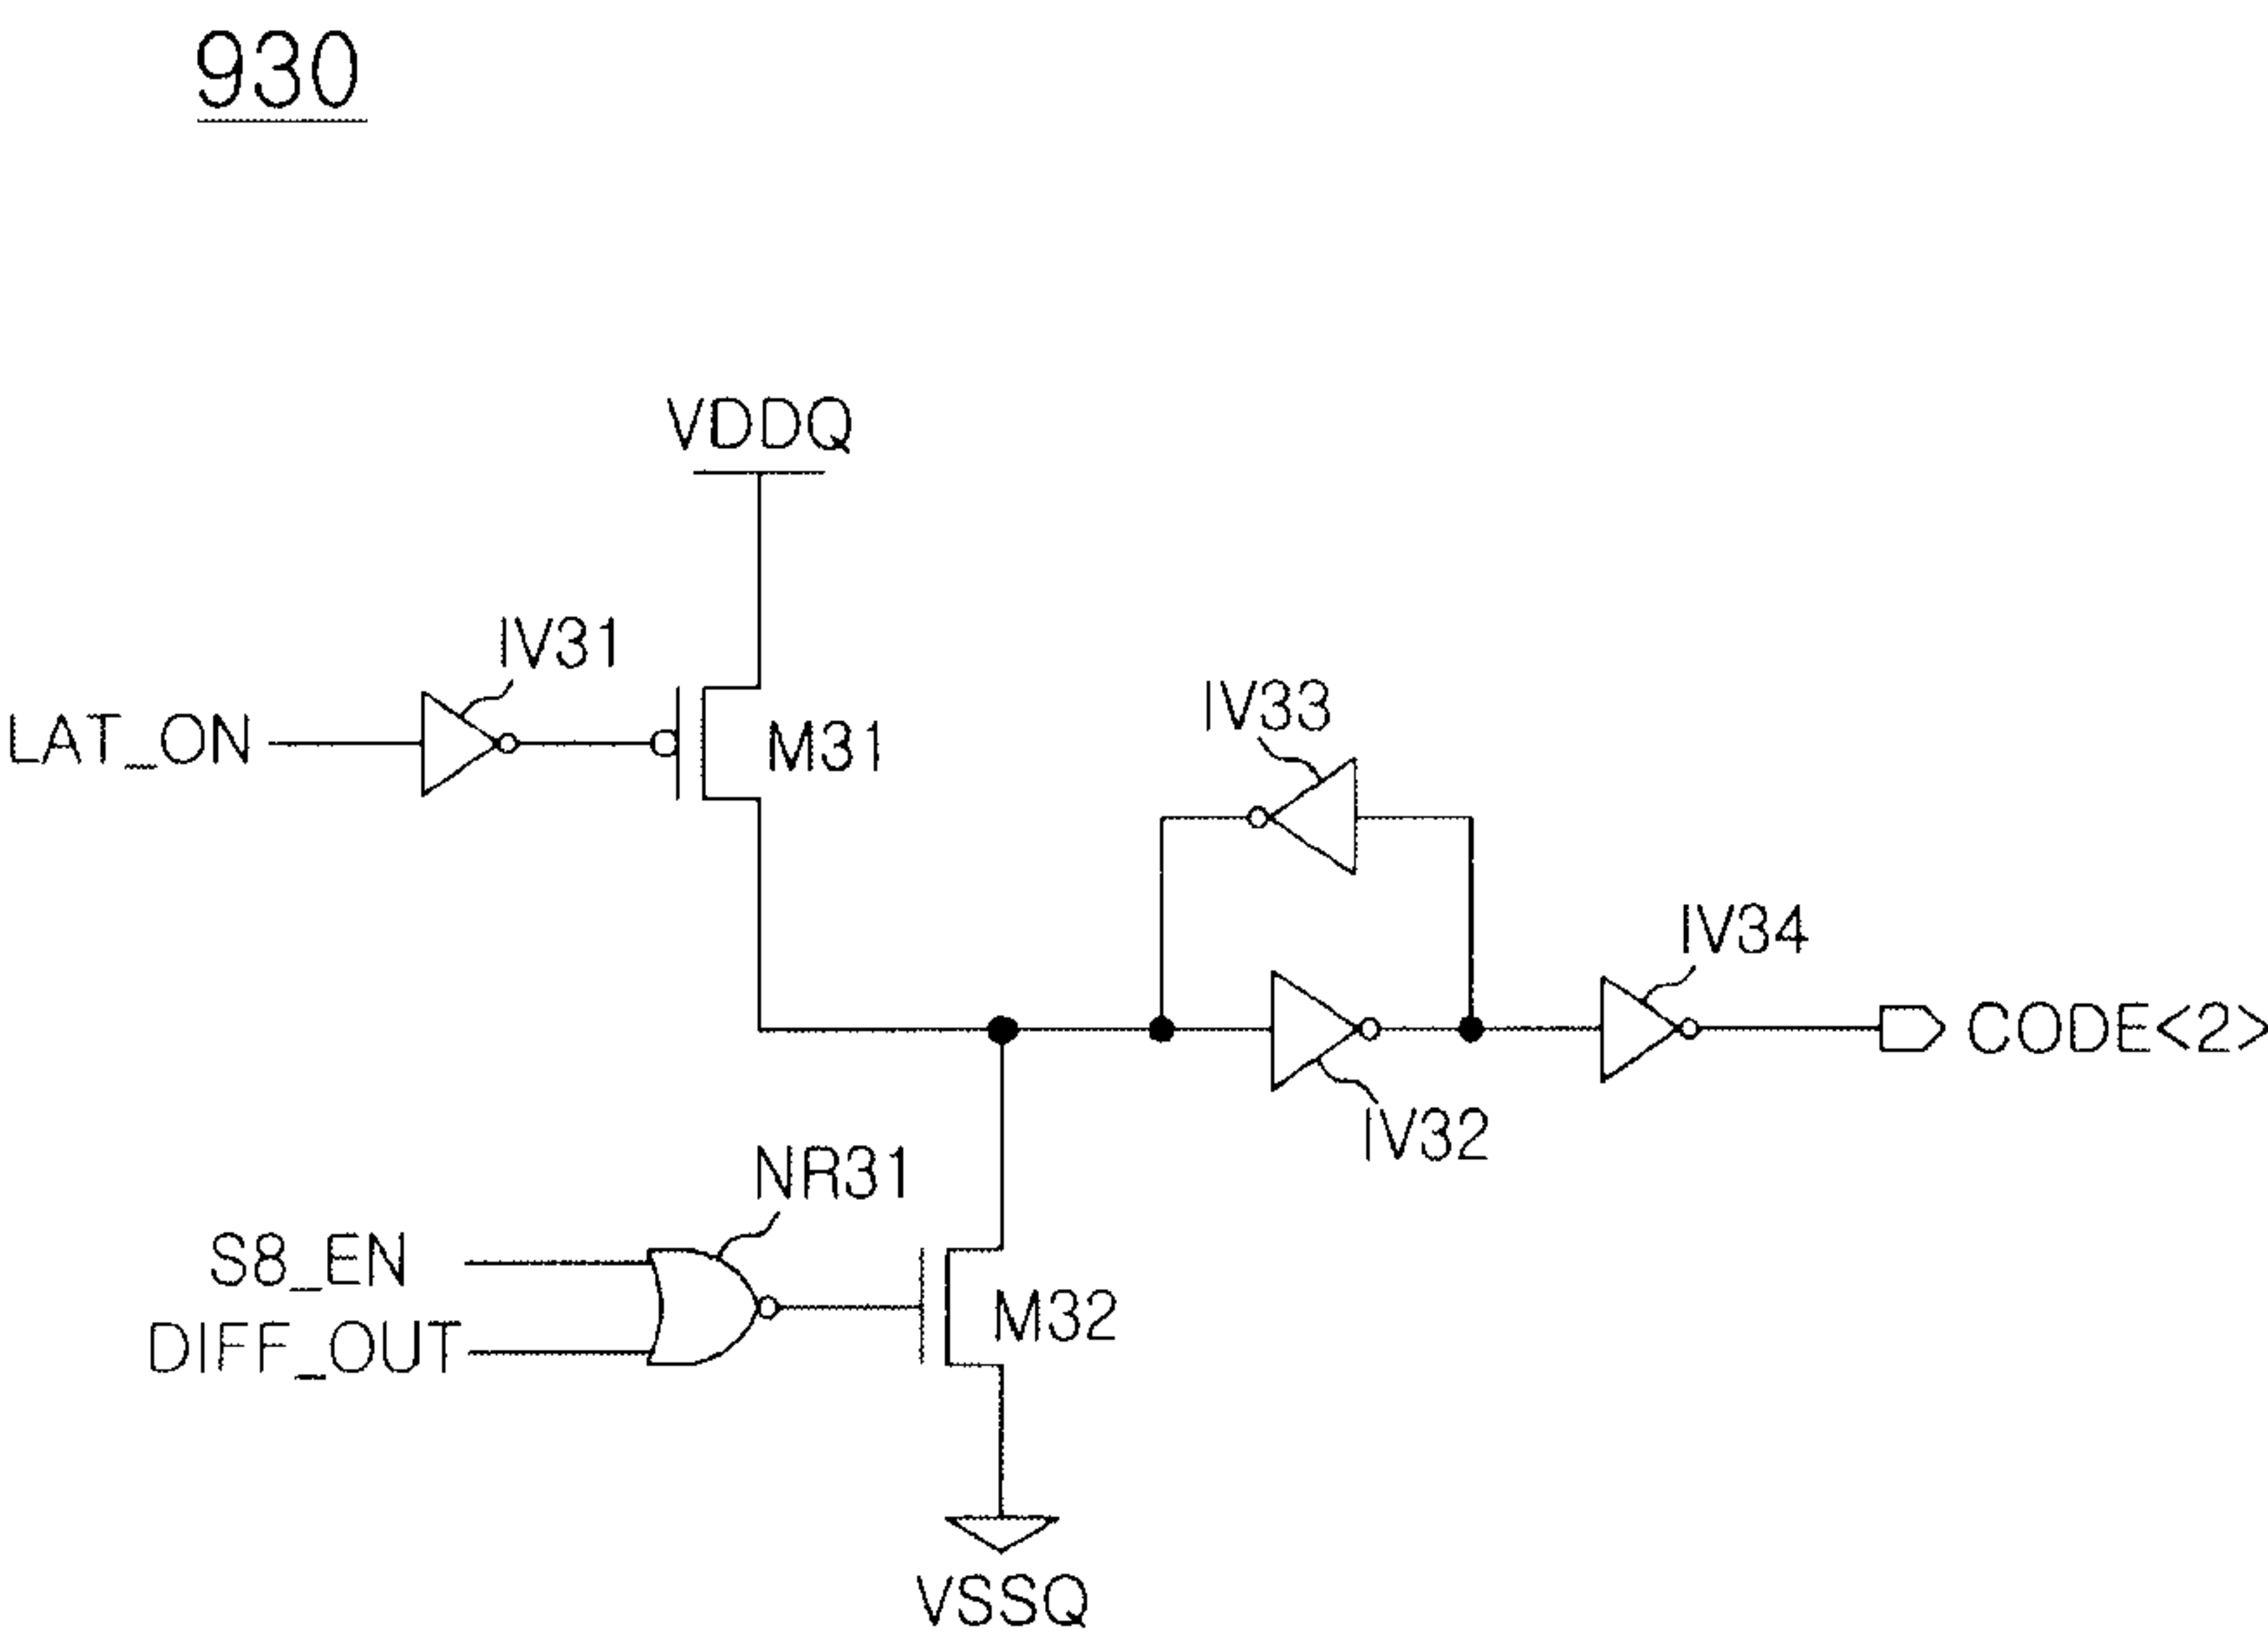 930
VDDQ
IV31
LAT_ON
M31
IV33
IV34
CODE<2>
IV32
NR31
S8_EN
M32
DIFF_OUT
VSSQ